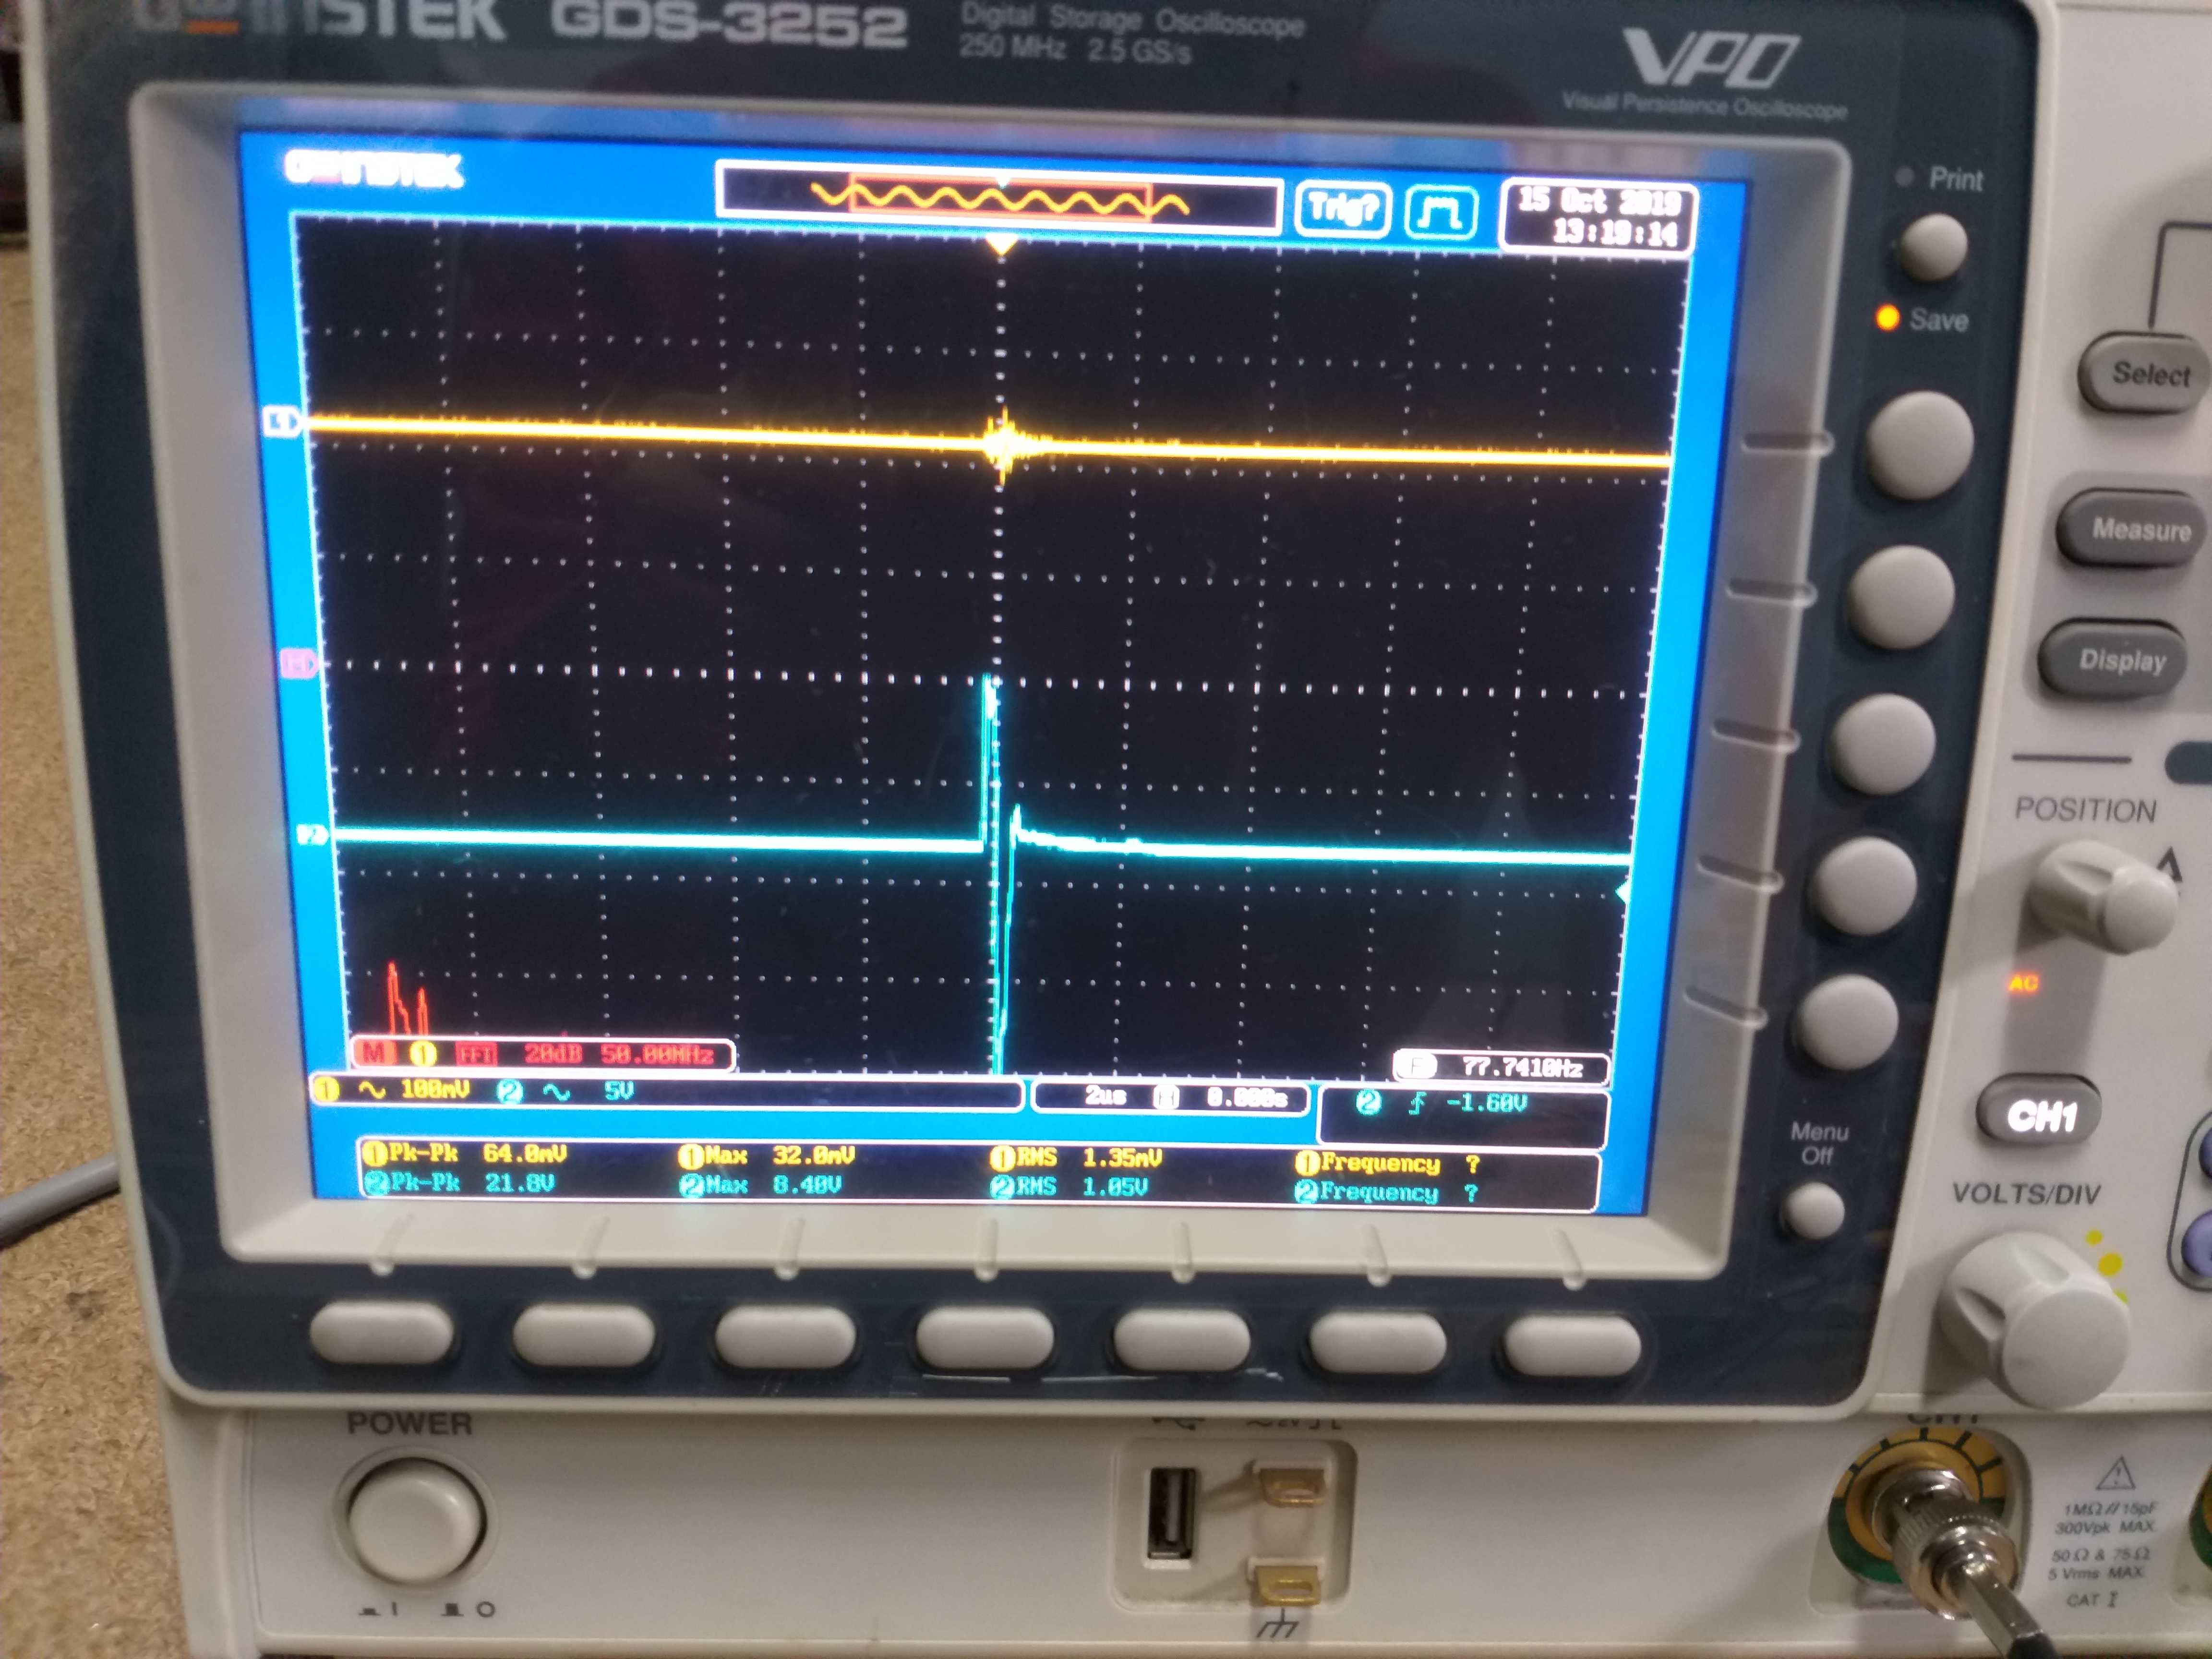 GWINSTEK GDS-3252 Digital Storage Oscilloscope
250 MHz 2.5 GS/s
VPO
Visual Persistence Oscilloscope
GWINSTEK
Trig?
15 Oct 2019
Print
Save
Select
Measure
Display
POSITION
AC
CH1
Menu
Off
VOLTS/DIV
M 1 FFT 20dB 50.00MHz
F 77.7410Hz
1 100mV 2 5V
2us H 0.000s
2 -1.60V
1 Pk-Pk 64.0mV 1 Max 32.0mV 1 RMS 1.35mV 1 Frequency ?
2 Pk-Pk 21.8V 2 Max 8.40V 2 RMS 1.05V 2 Frequency ?
POWER
I O
CH1
1MΩ//15pF
300Vpk MAX.
50Ω & 75Ω
5 Vrms MAX.
CAT I